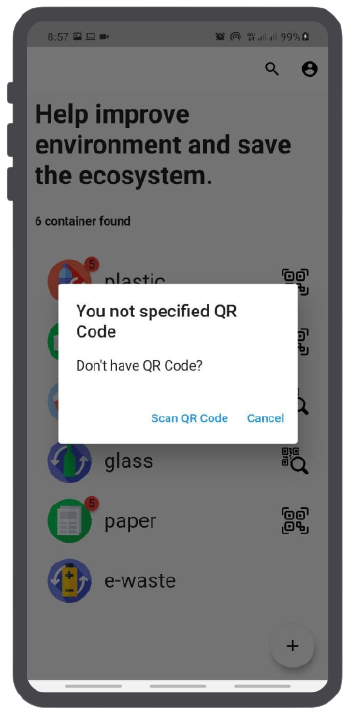 8:57
99%
Help improve
environment and save
the ecosystem.
6 container found
5
plastic
You not specified QR
Code
Don't have QR Code?
Scan QR Code Cancel
glass
5
paper
e-waste
+